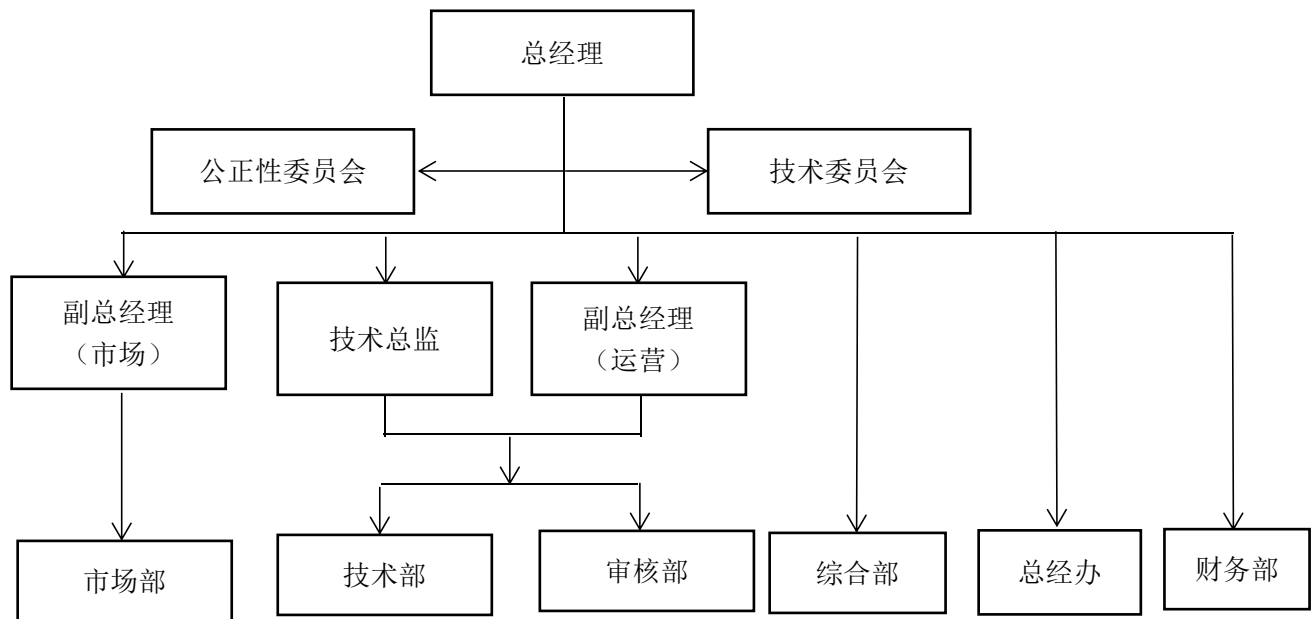 总经理
公正性委员会
技术委员会
副总经理
（市场）
技术总监
副总经理
（运营）
市场部
技术部
审核部
综合部
总经办
财务部